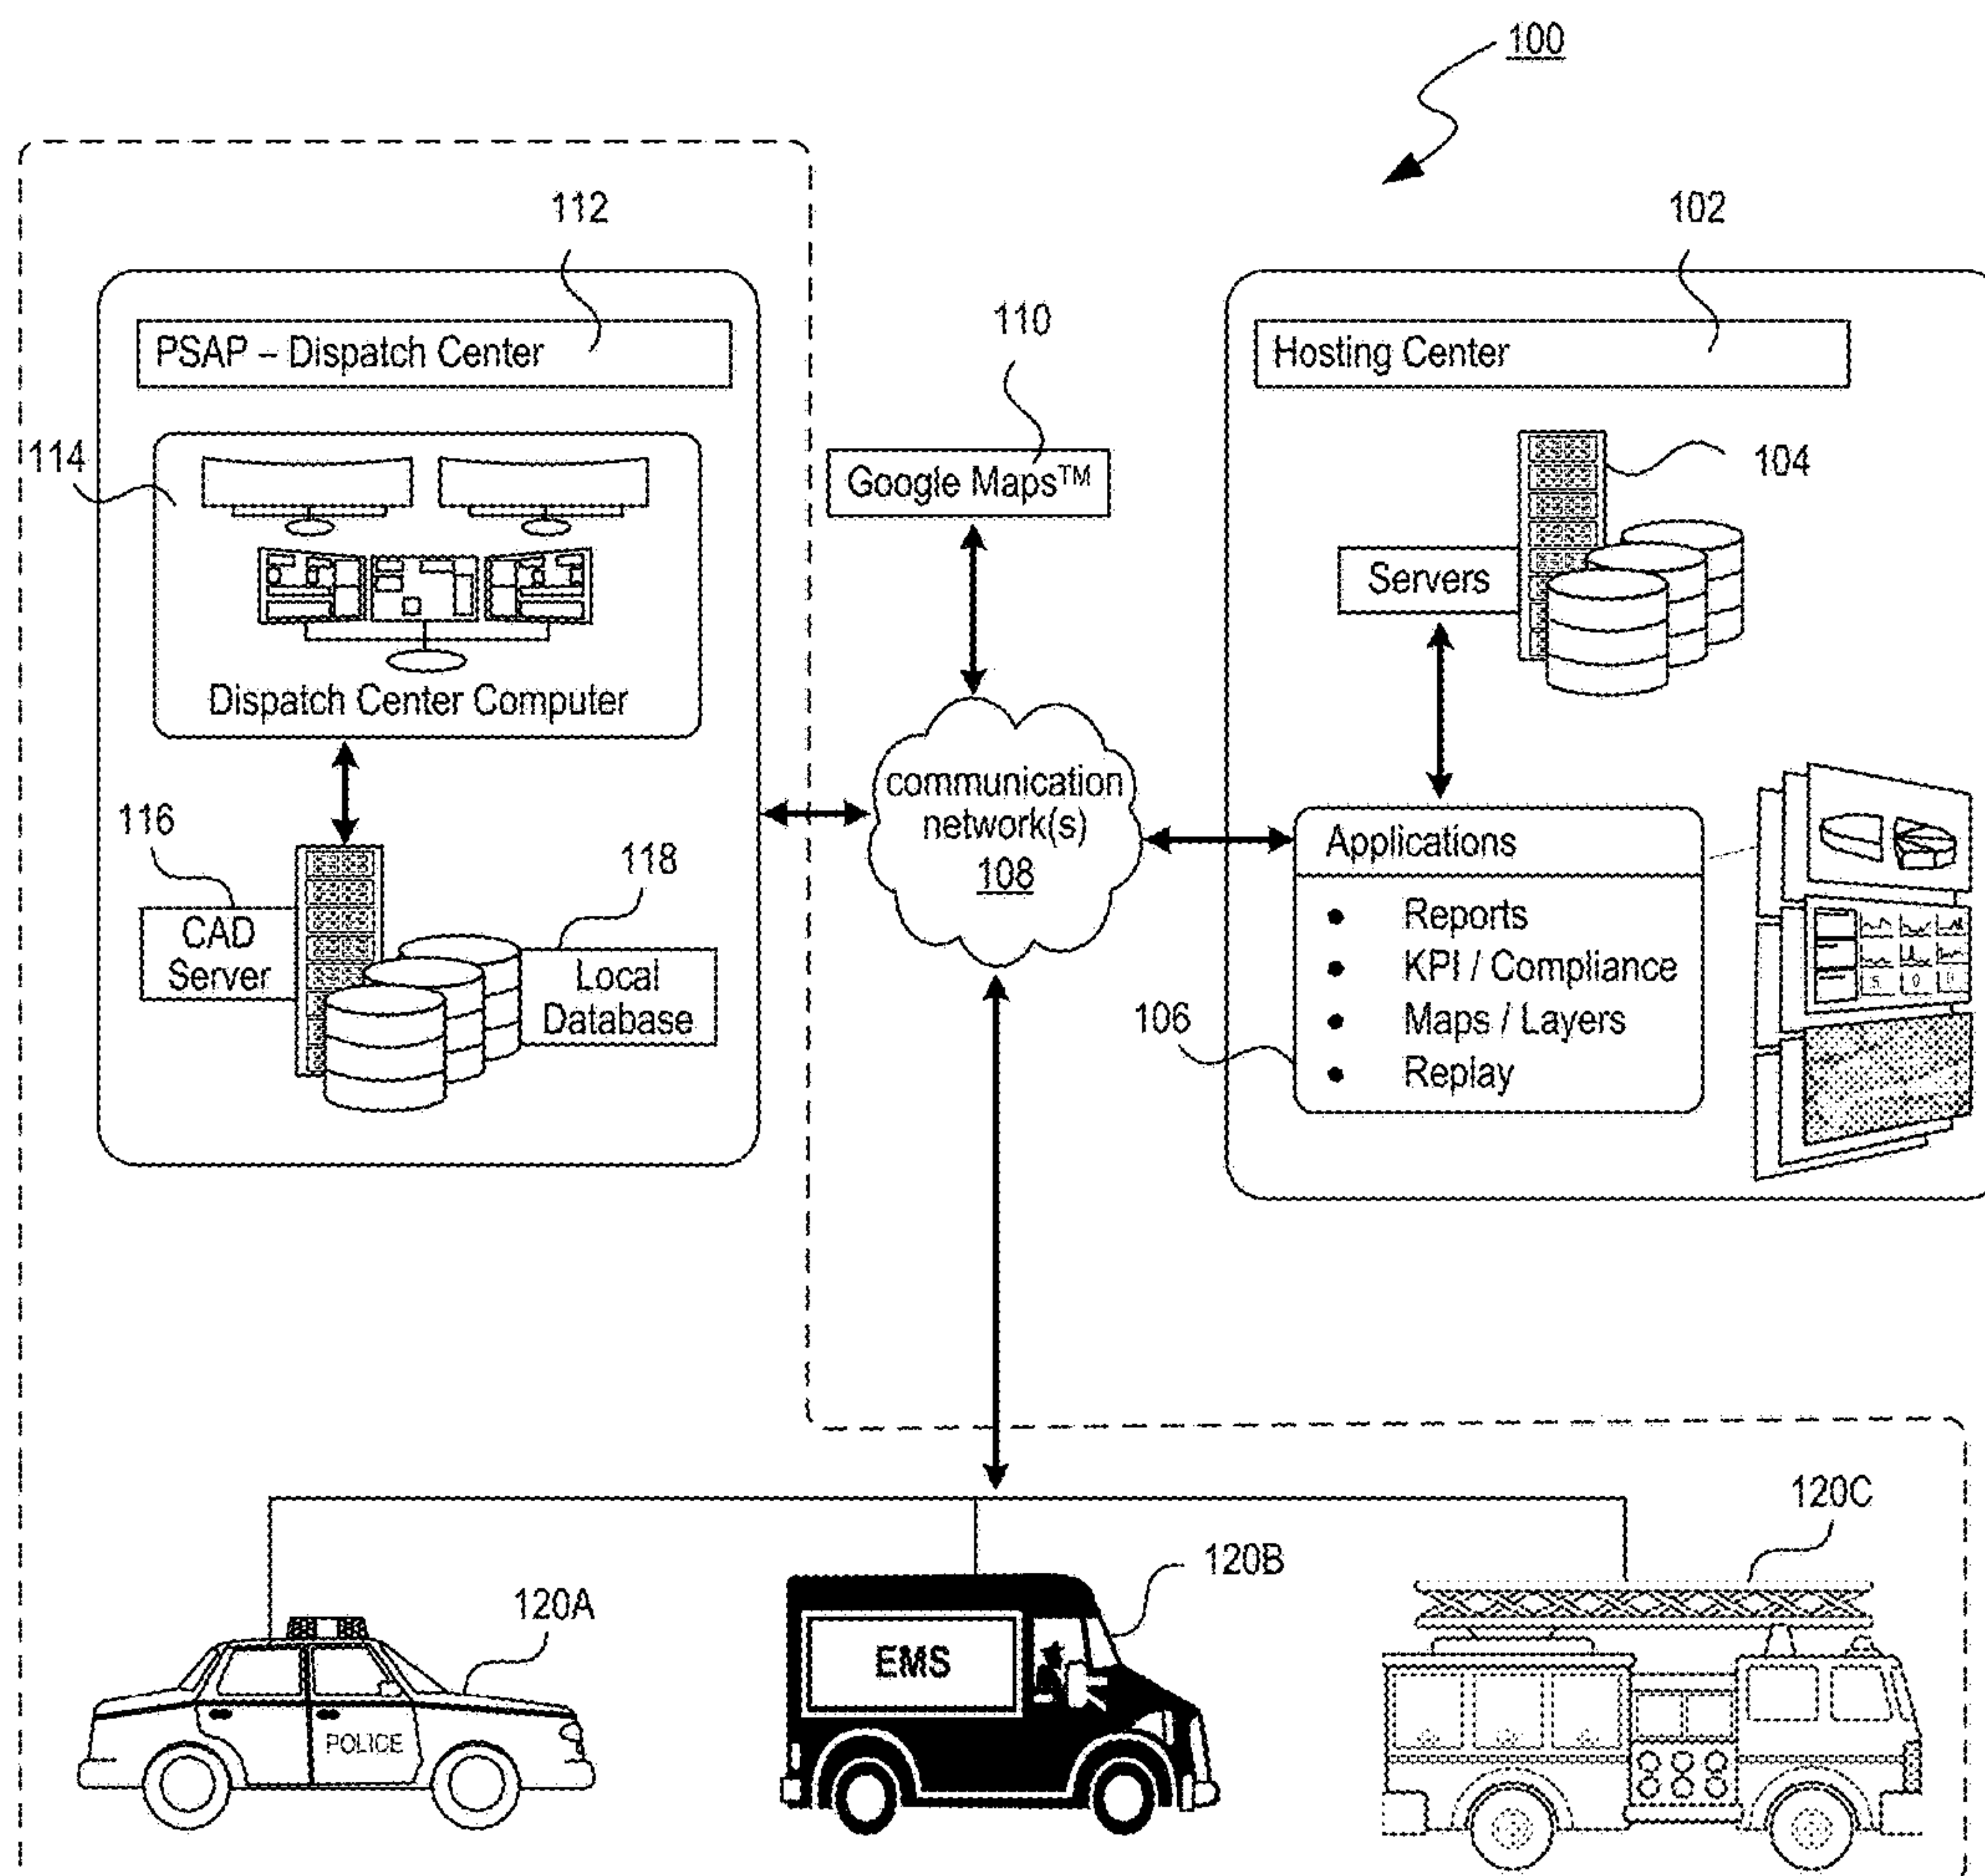 100
112
102
PSAP – Dispatch Center
110
Hosting Center
114
Google Maps™
104
Servers
Dispatch Center Computer
communication
network(s)
108
116
118
CAD
Server
Local
Database
Applications
• Reports
• KPI / Compliance
• Maps / Layers
• Replay
106
120C
120B
120A
EMS
POLICE